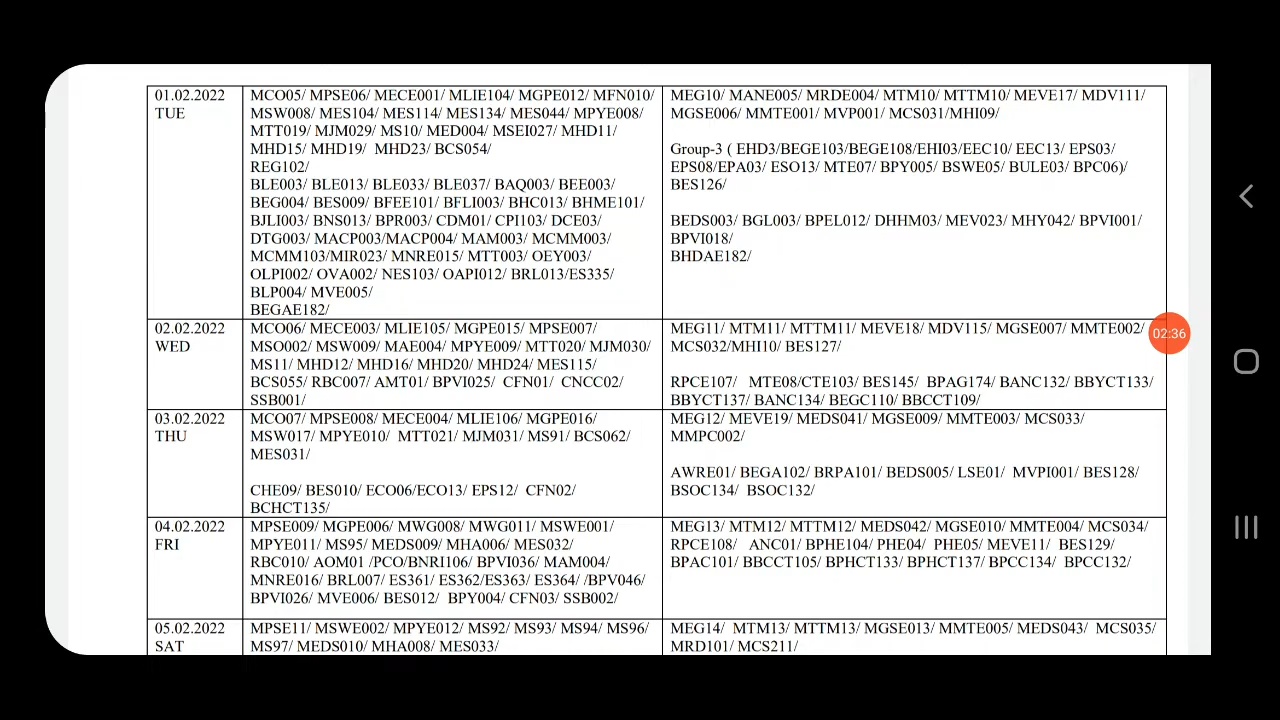 01.02.2022
TUE
MCO05/ MPSE06/ MECE001/ MLIE104/ MGPE012/ MFN010/
MSW008/ MES104/ MES114/ MES134/ MES044/ MPYE008/
MTT019/ MJM029/ MS10/ MED004/ MSEI027/ MHD11/
MHD15/ MHD19/ MHD23/ BCS054/
REG102/
BLE003/ BLE013/ BLE033/ BLE037/ BAQ003/ BEE003/
BEG004/ BES009/ BFEE101/ BFLI003/ BHC013/ BHME101/
BJLI003/ BNS013/ BPR003/ CDM01/ CPI103/ DCE03/
DTG003/ MACP003/MACP004/ MAM003/ MCMM003/
MCMM103/MIR023/ MNRE015/ MTT003/ OEY003/
OLPI002/ OVA002/ NES103/ OAPI012/ BRL013/ES335/
BLP004/ MVE005/
BEGAE182/
MEG10/ MANE005/ MRDE004/ MTM10/ MTTM10/ MEVE17/ MDV111/
MGSE006/ MMTE001/ MVP001/ MCS031/MHI09/
Group-3 ( EHD3/BEGE103/BEGE108/EHI03/EEC10/ EEC13/ EPS03/
EPS08/EPA03/ ESO13/ MTE07/ BPY005/ BSWE05/ BULE03/ BPC06)/
BES126/
BEDS003/ BGL003/ BPEL012/ DHHM03/ MEV023/ MHY042/ BPVI001/
BPVI018/
BHDAE182/
02.02.2022
WED
MCO06/ MECE003/ MLIE105/ MGPE015/ MPSE007/
MSO002/ MSW009/ MAE004/ MPYE009/ MTT020/ MJM030/
MS11/ MHD12/ MHD16/ MHD20/ MHD24/ MES115/
BCS055/ RBC007/ AMT01/ BPVI025/ CFN01/ CNCC02/
SSB001/
MEG11/ MTM11/ MTTM11/ MEVE18/ MDV115/ MGSE007/ MMTE002/
MCS032/MHI10/ BES127/
RPCE107/ MTE08/CTE103/ BES145/ BPAG174/ BANC132/ BBYCT133/
BBYCT137/ BANC134/ BEGC110/ BBCCT109/
02:36
03.02.2022
THU
MCO07/ MPSE008/ MECE004/ MLIE106/ MGPE016/
MSW017/ MPYE010/ MTT021/ MJM031/ MS91/ BCS062/
MES031/
CHE09/ BES010/ ECO06/ECO13/ EPS12/ CFN02/
BCHCT135/
MEG12/ MEVE19/ MEDS041/ MGSE009/ MMTE003/ MCS033/
MMPC002/
AWRE01/ BEGA102/ BRPA101/ BEDS005/ LSE01/ MVPI001/ BES128/
BSOC134/ BSOC132/
04.02.2022
FRI
MPSE009/ MGPE006/ MWG008/ MWG011/ MSWE001/
MPYE011/ MS95/ MEDS009/ MHA006/ MES032/
RBC010/ AOM01 /PCO/BNRI106/ BPVI036/ MAM004/
MNRE016/ BRL007/ ES361/ ES362/ES363/ ES364/ /BPV046/
BPVI026/ MVE006/ BES012/ BPY004/ CFN03/ SSB002/
MEG13/ MTM12/ MTTM12/ MEDS042/ MGSE010/ MMTE004/ MCS034/
RPCE108/ ANC01/ BPHE104/ PHE04/ PHE05/ MEVE11/ BES129/
BPAC101/ BBCCT105/ BPHCT133/ BPHCT137/ BPCC134/ BPCC132/
05.02.2022
SAT
MPSE11/ MSWE002/ MPYE012/ MS92/ MS93/ MS94/ MS96/
MS97/ MEDS010/ MHA008/ MES033/
MEG14/ MTM13/ MTTM13/ MGSE013/ MMTE005/ MEDS043/ MCS035/
MRD101/ MCS211/